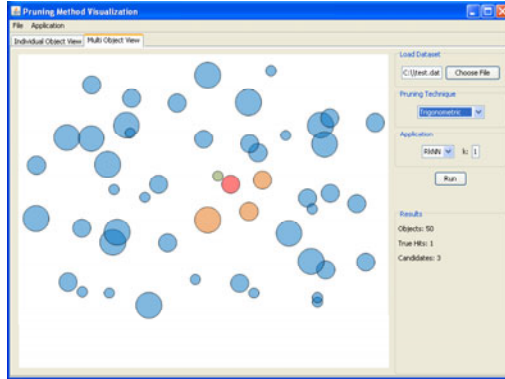 Pruning Method Visualization
File Application
Individual Object View Multi Object View
Load Dataset
C:\test.dat Choose File
Pruning Technique
Trigonometric
Application
RkNN k: 1
Run
Results
Objects: 50
True Hits: 1
Candidates: 3